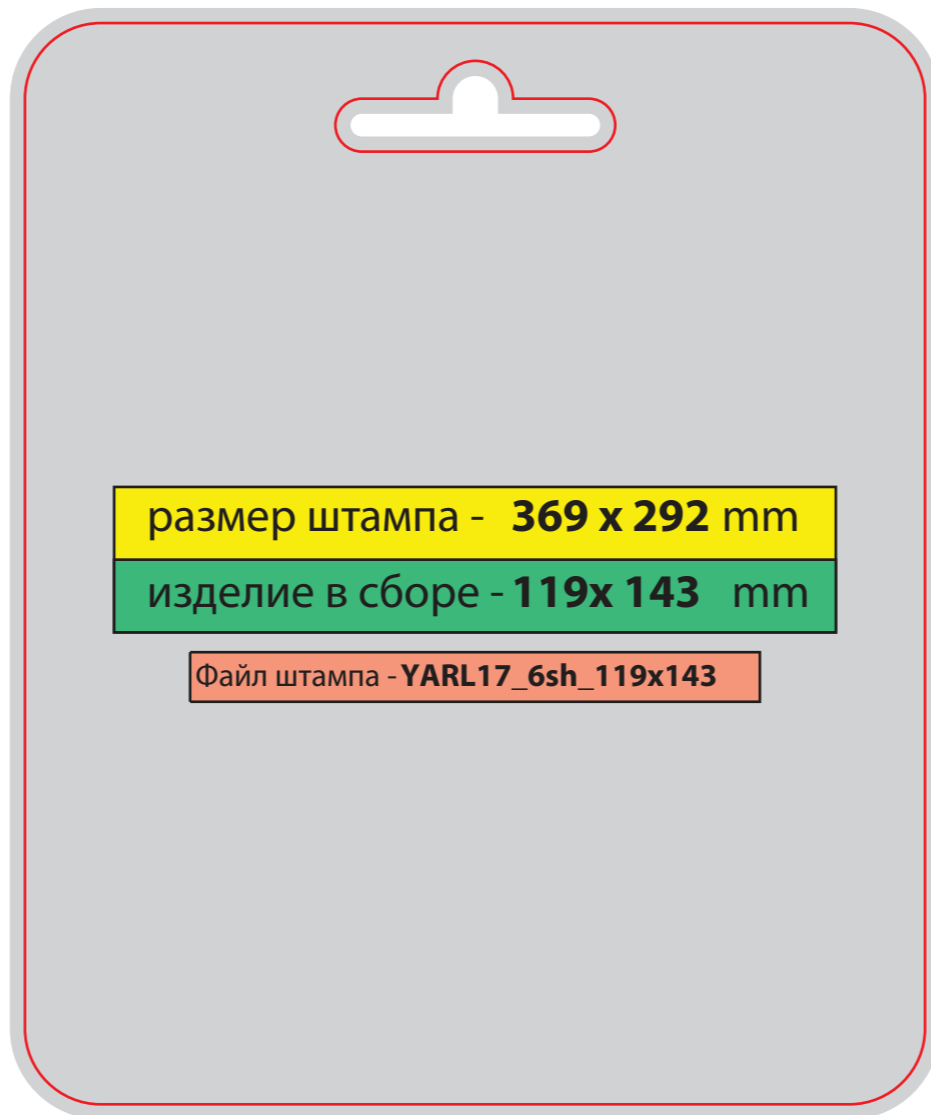 размер штампа - 369 x 292 mm
изделие в сборе - 119x 143 mm
Файл штампа - YARL17_6sh_119x143